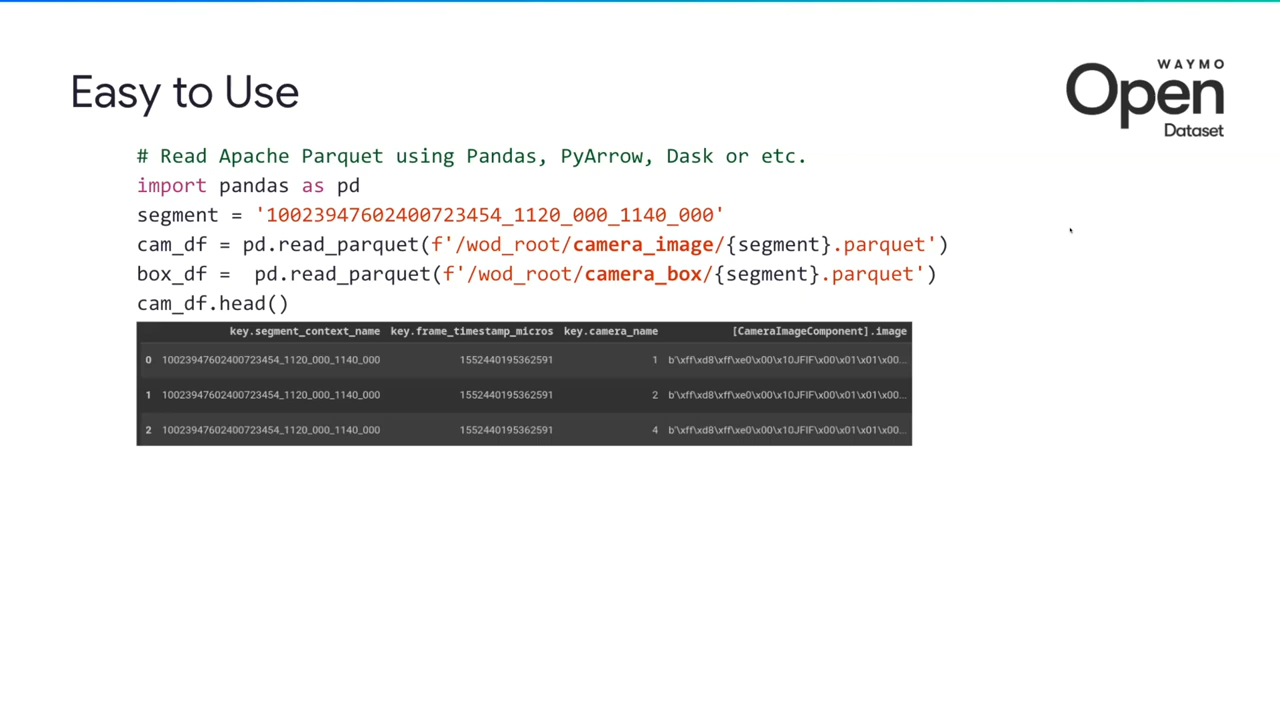 WAYMO
Open
Dataset
Easy to Use
# Read Apache Parquet using Pandas, PyArrow, Dask or etc.
import pandas as pd
segment = '10023947602400723454_1120_000_1140_000'
cam_df = pd.read_parquet(f'/wod_root/camera_image/{segment}.parquet')
box_df =  pd.read_parquet(f'/wod_root/camera_box/{segment}.parquet')
cam_df.head()
key.segment_context_name key.frame_timestamp_micros key.camera_name [CameraImageComponent].image
0 10023947602400723454_1120_000_1140_000 1552440195362591 1 b'\xff\xd8\xff\xe0\x00\x10JFIF\x00\x01\x01\x00...
1 10023947602400723454_1120_000_1140_000 1552440195362591 2 b'\xff\xd8\xff\xe0\x00\x10JFIF\x00\x01\x01\x00...
2 10023947602400723454_1120_000_1140_000 1552440195362591 4 b'\xff\xd8\xff\xe0\x00\x10JFIF\x00\x01\x01\x00...